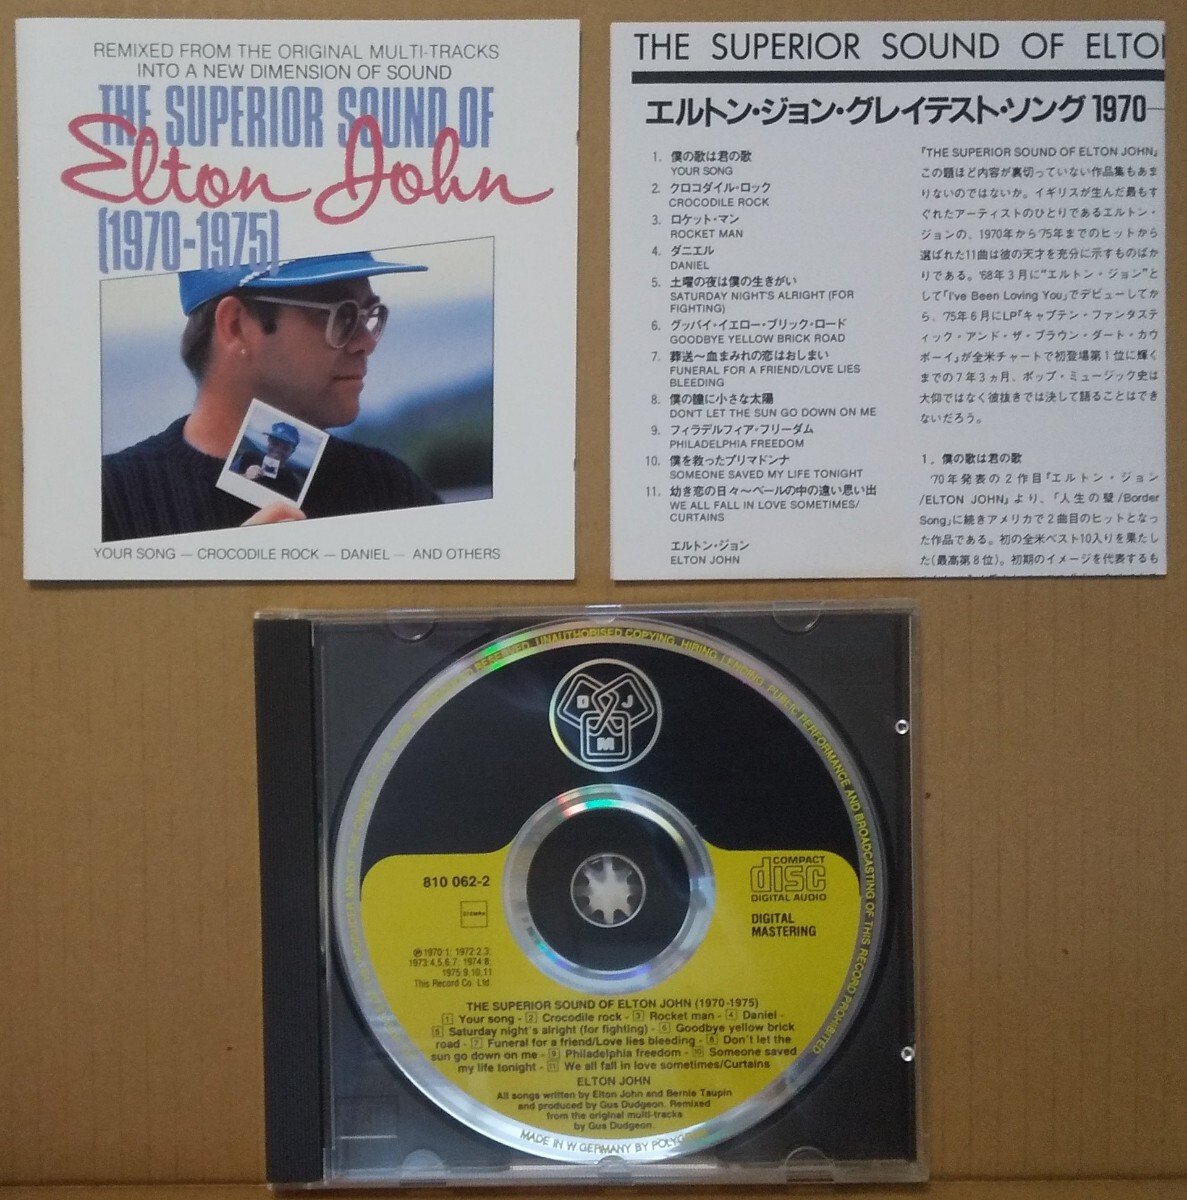 REMIXED FROM THE ORIGINAL MULTI-TRACKS
INTO A NEW DIMENSION OF SOUND
THE SUPERIOR SOUND OF
Elton John
(1970-1975)
YOUR SONG — CROCODILE ROCK — DANIEL — AND OTHERS
THE SUPERIOR SOUND OF
エルトン・ジョン・グレイテスト・ソング 1970—
1. 僕の歌は君の歌
YOUR SONG
2. クロコダイル・ロック
CROCODILE ROCK
3. ロケット・マン
ROCKET MAN
4. ダニエル
DANIEL
5. 土曜の夜は僕の生きがい
SATURDAY NIGHT'S ALRIGHT (FOR
FIGHTING)
6. グッバイ・イエロー・ブリック・ロード
GOODBYE YELLOW BRICK ROAD
7. 葬送〜血まみれの恋はおしまい
FUNERAL FOR A FRIEND/LOVE LIES
BLEEDING
8. 僕の瞳に小さな太陽
DON'T LET THE SUN GO DOWN ON ME
9. フィラデルフィア・フリーダム
PHILADELPHIA FREEDOM
10. 僕を救ったプリマドンナ
SOMEONE SAVED MY LIFE TONIGHT
11. 幼き恋の日々〜ベールの中の遠い思い出
WE ALL FALL IN LOVE SOMETIMES/
CURTAINS
エルトン・ジョン
ELTON JOHN
「THE SUPERIOR SOUND OF ELTON JOHN」
この題ほど内容が裏切っていない作品集もあま
りないのではないか。イギリスが生んだ最もす
ぐれたアーティストのひとりであるエルトン・
ジョンの、1970年から'75年までのヒットから
選ばれた11曲は彼の天才を充分に示すものばか
りである。'68年3月に"エルトン・ジョン"と
して「I've Been Loving You」でデビューしてか
ら、'75年6月にLP「キャプテン・ファンタステ
ィック・アンド・ザ・ブラウン・ダート・カウ
ボーイ」が全米チャートで初登場第1位に輝く
までの7年3ヵ月、ポップ・ミュージック史は
大仰ではなく彼抜きでは決して語ることはでき
ないだろう。
1. 僕の歌は君の歌
'70年発表の2作目「エルトン・ジョン
/ELTON JOHN」より、「人生の壁/Border
Song」に続きアメリカで2曲目のヒットとなっ
た作品である。初の全米ベスト10入りを果たし
た(最高第8位)。初期のイメージを代表するも
RESERVED. UNAUTHORISED COPYING, HIRING, LENDING, PUBLIC PERFORMANCE AND BROADCASTING OF THIS RECORD PROHIBITED
D J
M
810 062-2
STEMRA
COMPACT
disc
DIGITAL AUDIO
DIGITAL
MASTERING
℗ 1970:1; 1972:2,3;
1973:4,5,6,7; 1974:8;
1975:9,10,11
This Record Co. Ltd.
THE SUPERIOR SOUND OF ELTON JOHN (1970-1975)
1 Your song - 2 Crocodile rock - 3 Rocket man - 4 Daniel -
5 Saturday night's alright (for fighting) - 6 Goodbye yellow brick
road - 7 Funeral for a friend/Love lies bleeding - 8 Don't let the
sun go down on me - 9 Philadelphia freedom - 10 Someone saved
my life tonight - 11 We all fall in love sometimes/Curtains
ELTON JOHN
All songs written by Elton John and Bernie Taupin
and produced by Gus Dudgeon. Remixed
from the original multi-tracks
by Gus Dudgeon.
MADE IN W. GERMANY BY POLYGRAM